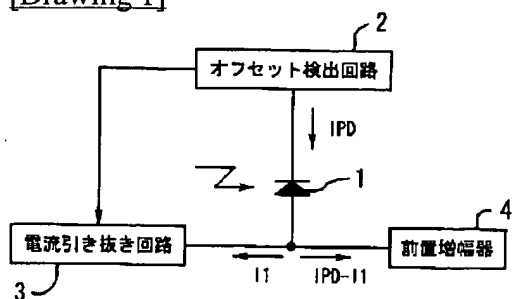 [Drawing 1]
2
オフセット検出回路
IPD
1
4
電流引き抜き回路
前置増幅器
I1
IPD-I1
3